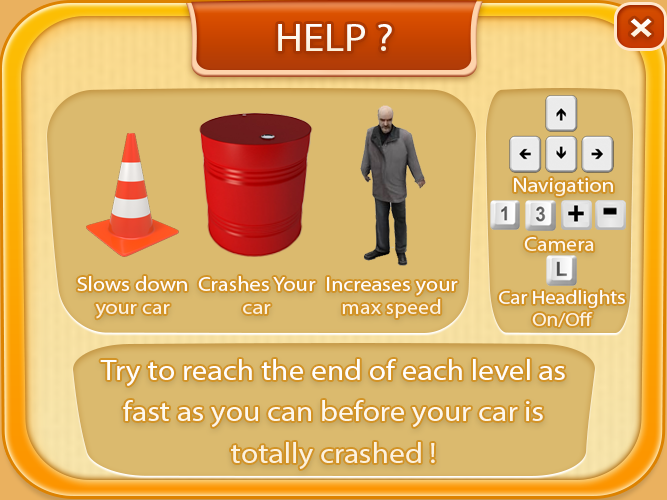 HELP ?
Slows down
your car
Crashes Your
car
Increases your
max speed
Navigation
1 3 + -
Camera
L
Car Headlights
On/Off
Try to reach the end of each level as
fast as you can before your car is
totally crashed !